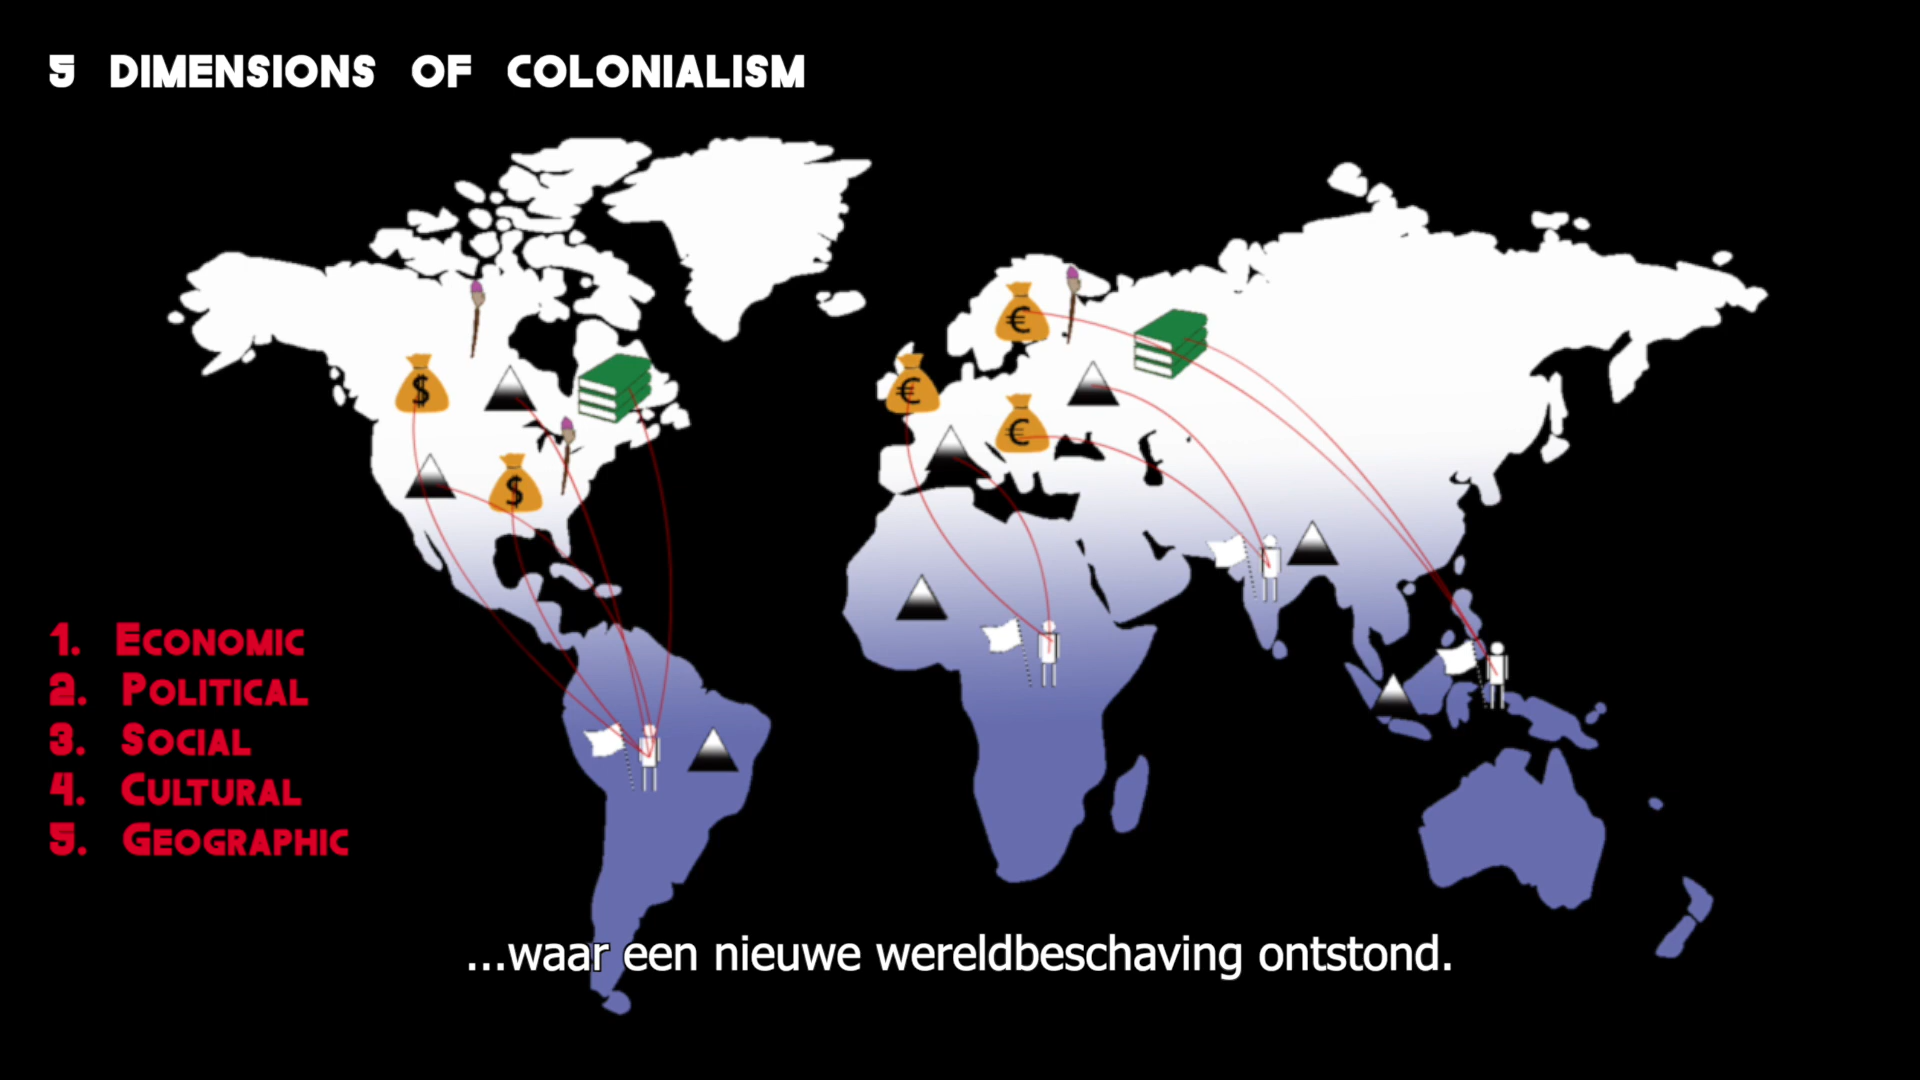 5 DIMENSIONS OF COLONIALISM
$
$
€
€
€
1. ECONOMIC
2. POLITICAL
3. SOCIAL
4. CULTURAL
5. GEOGRAPHIC
...waar een nieuwe wereldbeschaving ontstond.